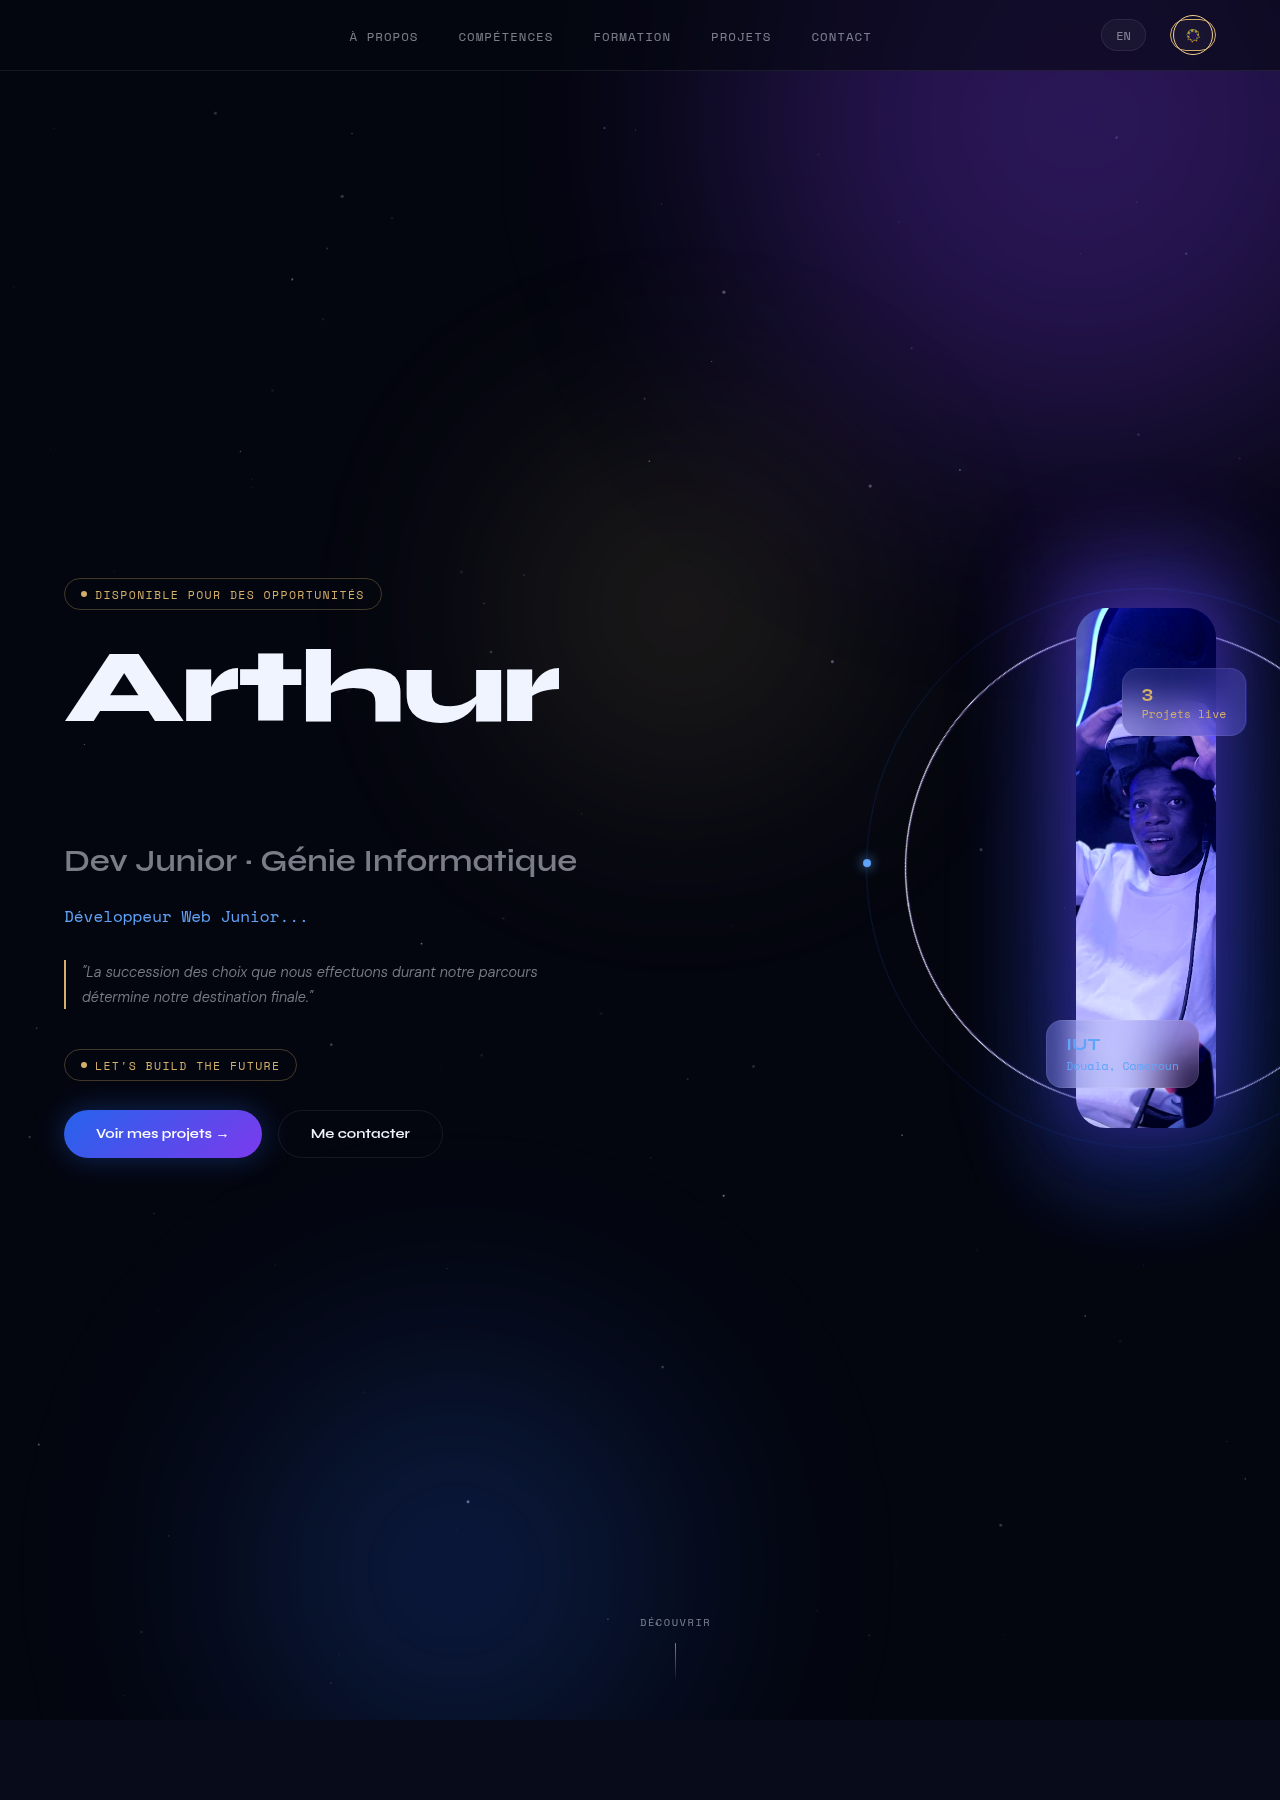 À PROPOS
COMPÉTENCES
FORMATION
PROJETS
CONTACT
EN
DISPONIBLE POUR DES OPPORTUNITÉS
Arthur
3
Projets live
Dev Junior · Génie Informatique
Développeur Web Junior...
"La succession des choix que nous effectuons durant notre parcours
détermine notre destination finale."
IUT
Douala, Cameroun
LET'S BUILD THE FUTURE
Voir mes projets →
Me contacter
DÉCOUVRIR